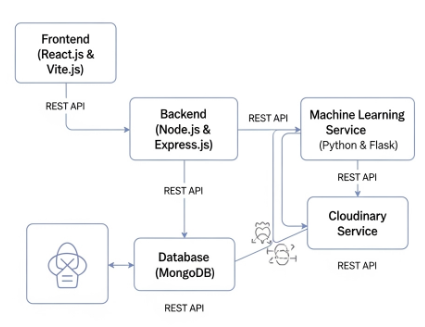 Frontend
(React.js &
Vite.js)
REST API
Backend
(Node.js &
Express.js)
REST API
Machine Learning
Service
(Python & Flask)
REST API
REST API
Cloudinary
Service
Database
(MongoDB)
REST API
REST API